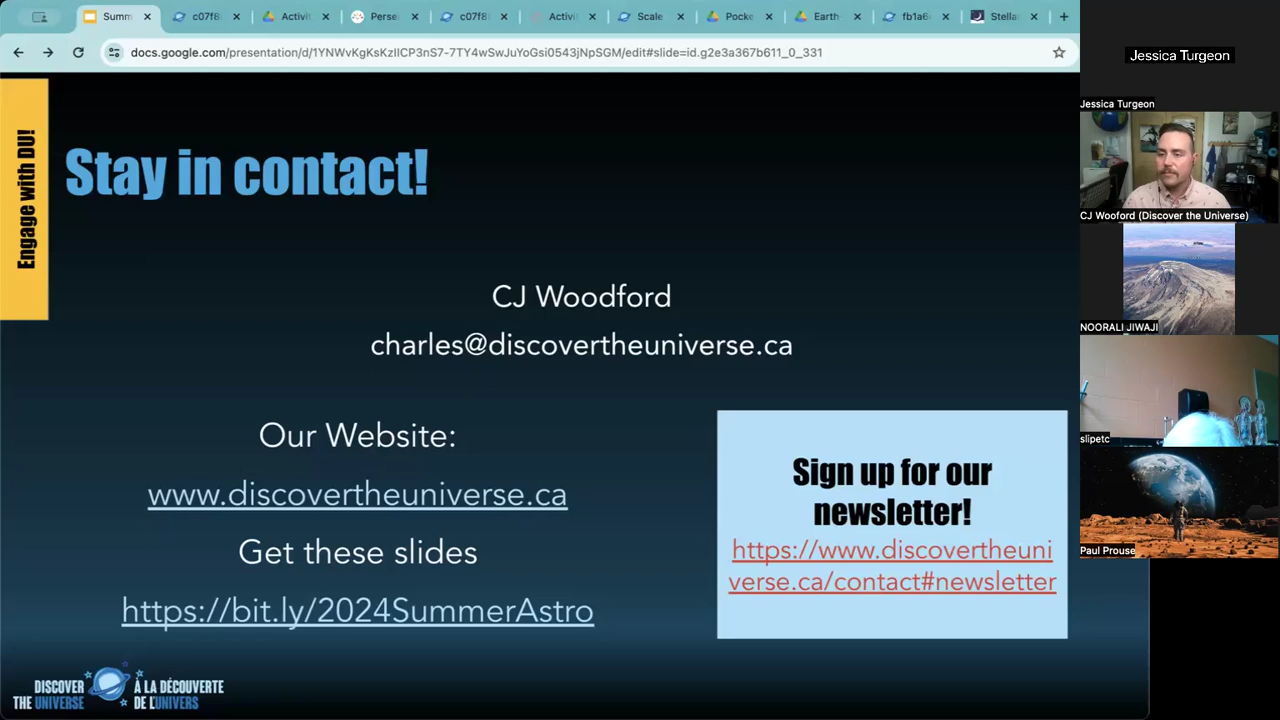 Summ
c07f8
Activi
Perse
c07f8
Activi
Scale
Pocke
Earth-
fb1a6
Stella
docs.google.com/presentation/d/1YNWvKgKsKzIlCP3nS7-7TY4wSwJuYoGsi0543jNpSGM/edit#slide=id.g2e3a367b611_0_331
Engage with DU!
Stay in contact!
CJ Woodford
charles@discovertheuniverse.ca
Our Website:
www.discovertheuniverse.ca
Get these slides
https://bit.ly/2024SummerAstro
Sign up for our
newsletter!
https://www.discovertheuni
verse.ca/contact#newsletter
DISCOVER
THE UNIVERSE
À LA DÉCOUVERTE
DE L'UNIVERS
Jessica Turgeon
Jessica Turgeon
CJ Wooford (Discover the Universe)
NOORALI JIWAJI
slipetc
Paul Prouse